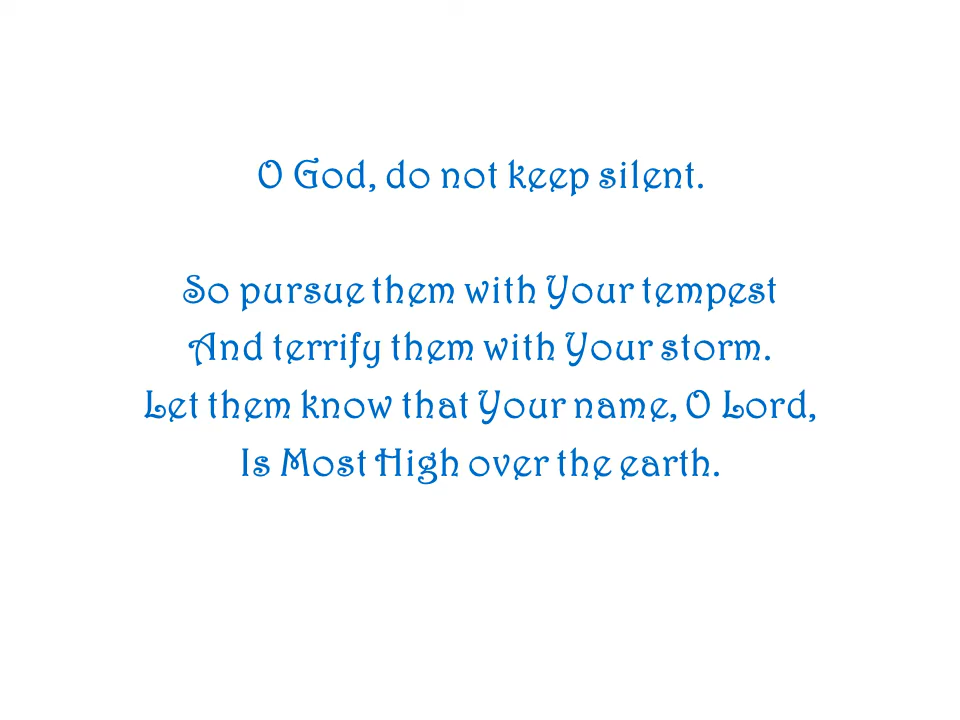 O God, do not keep silent.
So pursue them with Your tempest
And terrify them with Your storm.
Let them know that Your name, O Lord,
Is Most High over the earth.